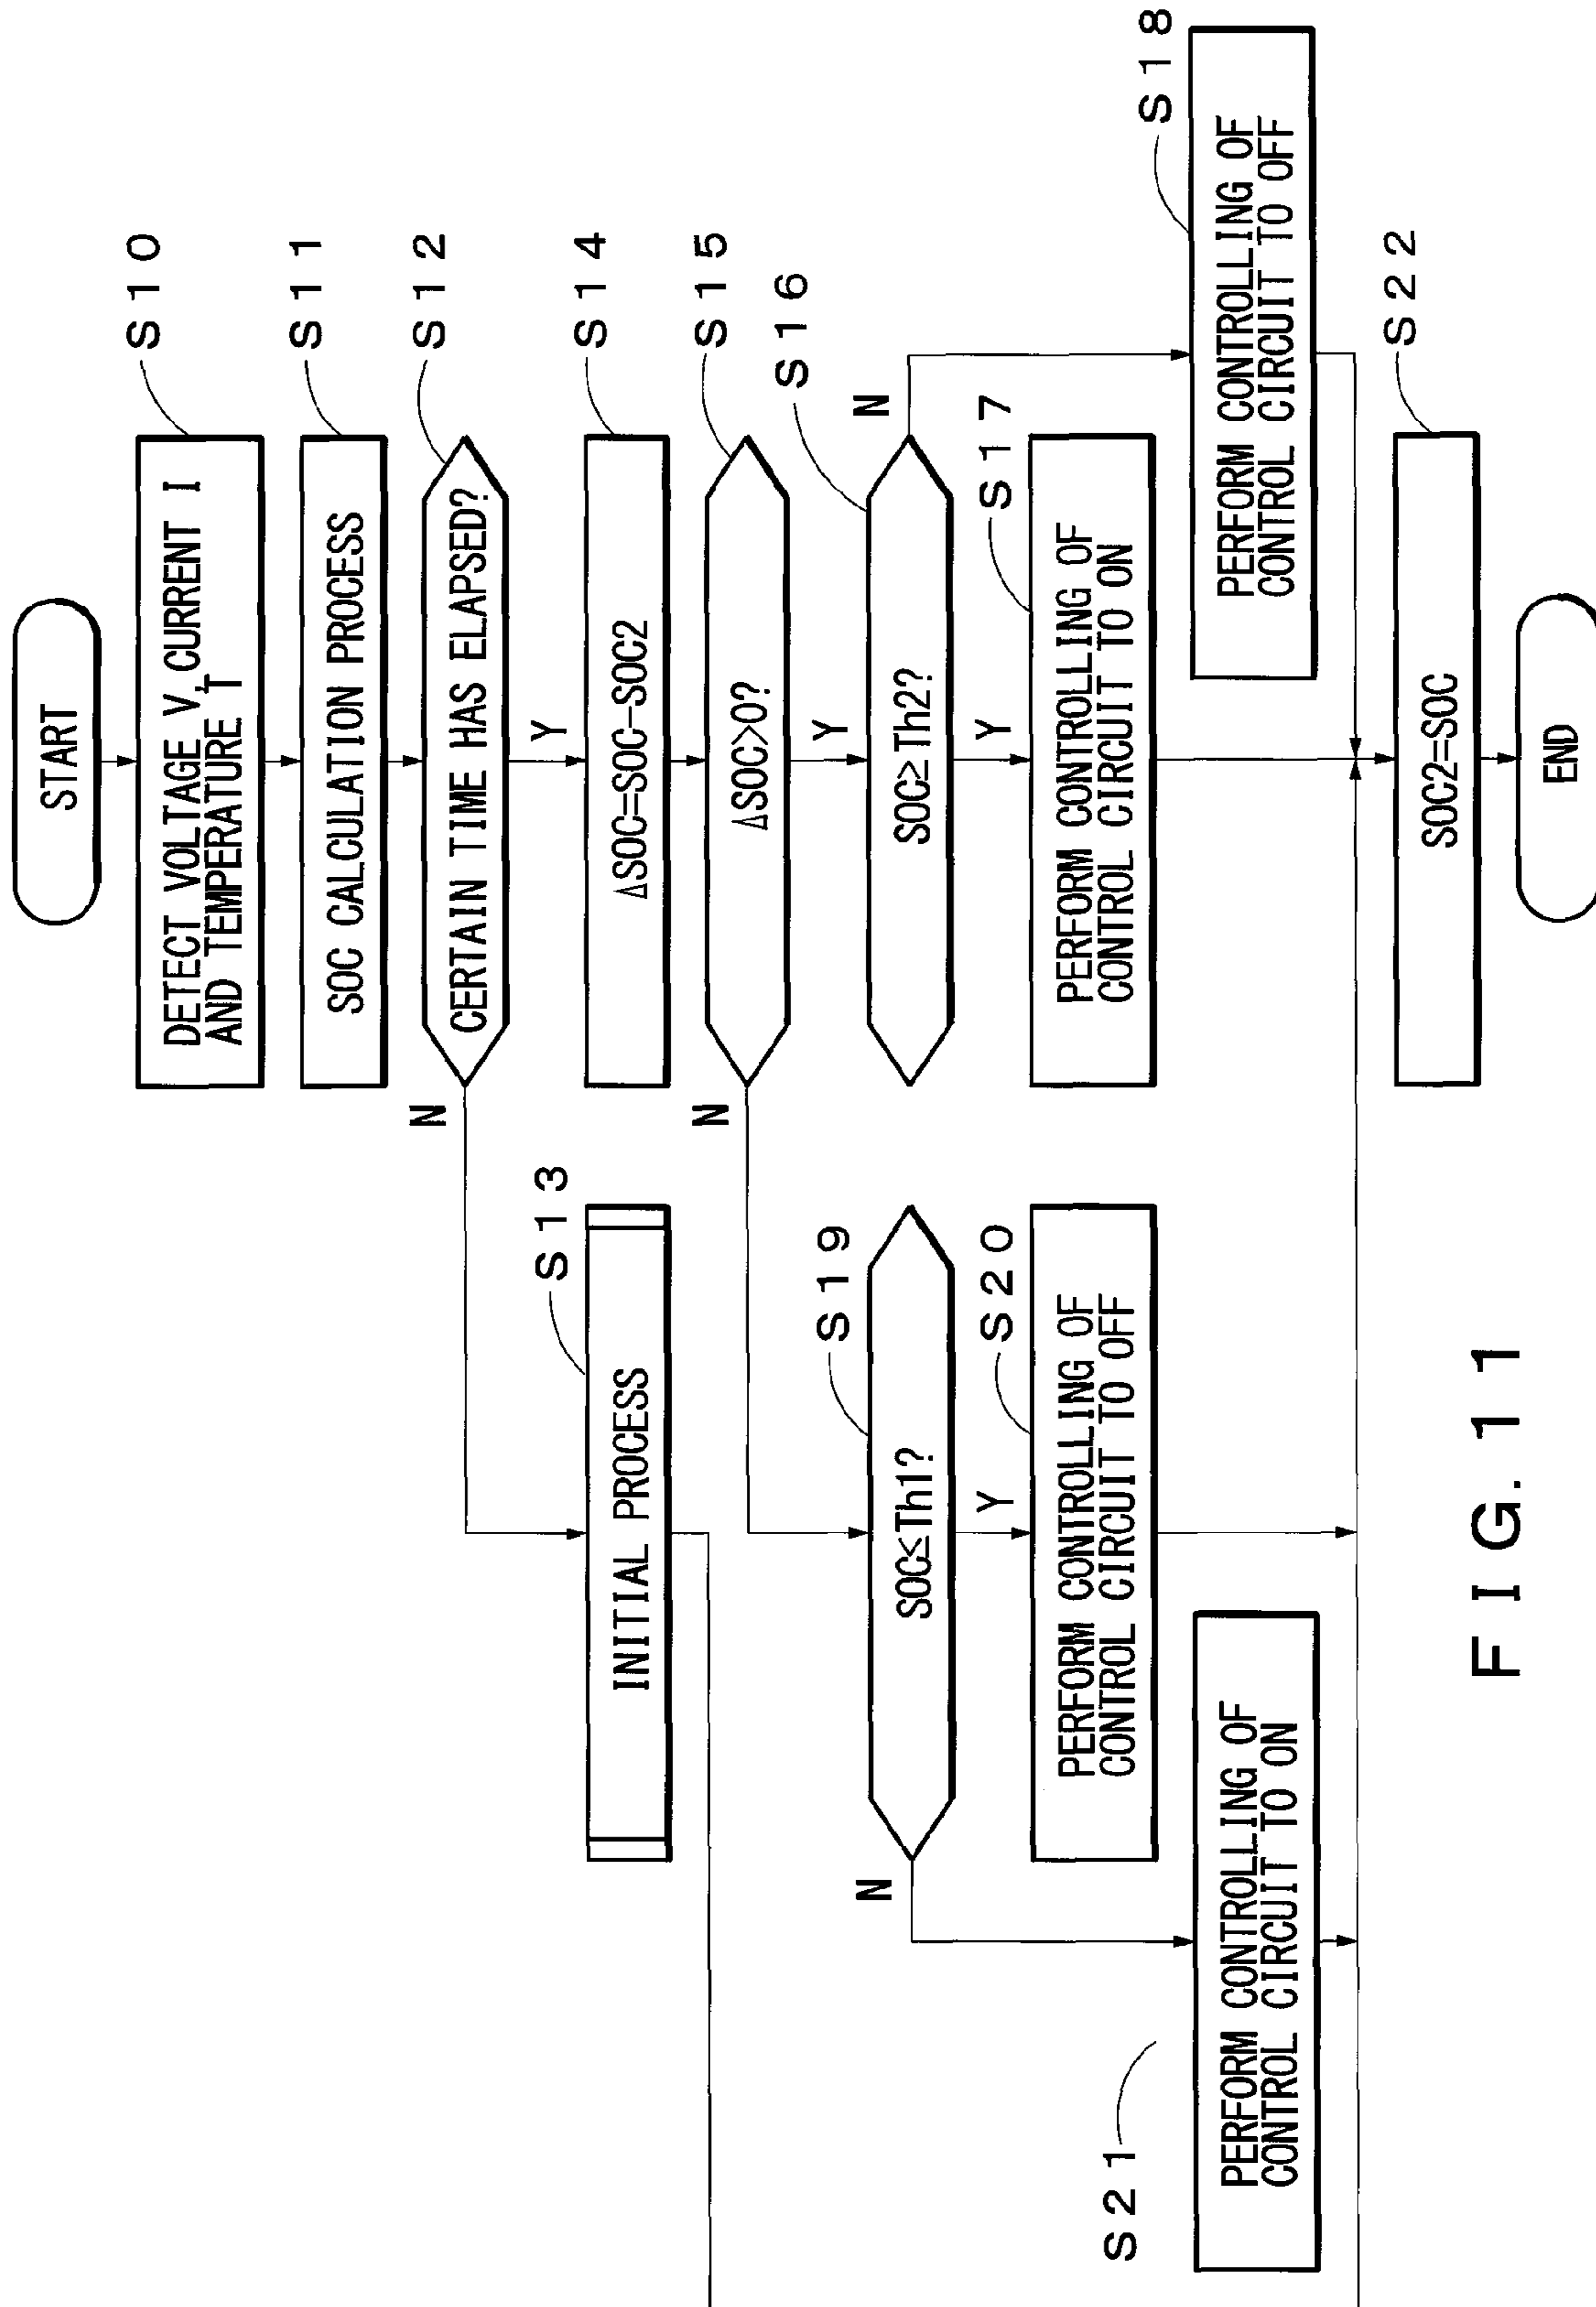 START
S10
DETECT VOLTAGE V, CURRENT I
AND TEMPERATURE T
S11
SOC CALCULATION PROCESS
S12
CERTAIN TIME HAS ELAPSED?
N
Y
S13
INITIAL PROCESS
S14
ΔSOC=SOC-SOC2
S15
ΔSOC>0?
N
Y
S16
SOC≥Th2?
N
Y
S17
PERFORM CONTROLLING OF
CONTROL CIRCUIT TO ON
S18
PERFORM CONTROLLING OF
CONTROL CIRCUIT TO OFF
S19
SOC≤Th1?
N
Y
S20
PERFORM CONTROLLING OF
CONTROL CIRCUIT TO OFF
S21
PERFORM CONTROLLING OF
CONTROL CIRCUIT TO ON
S22
SOC2=SOC
END
FIG. 11